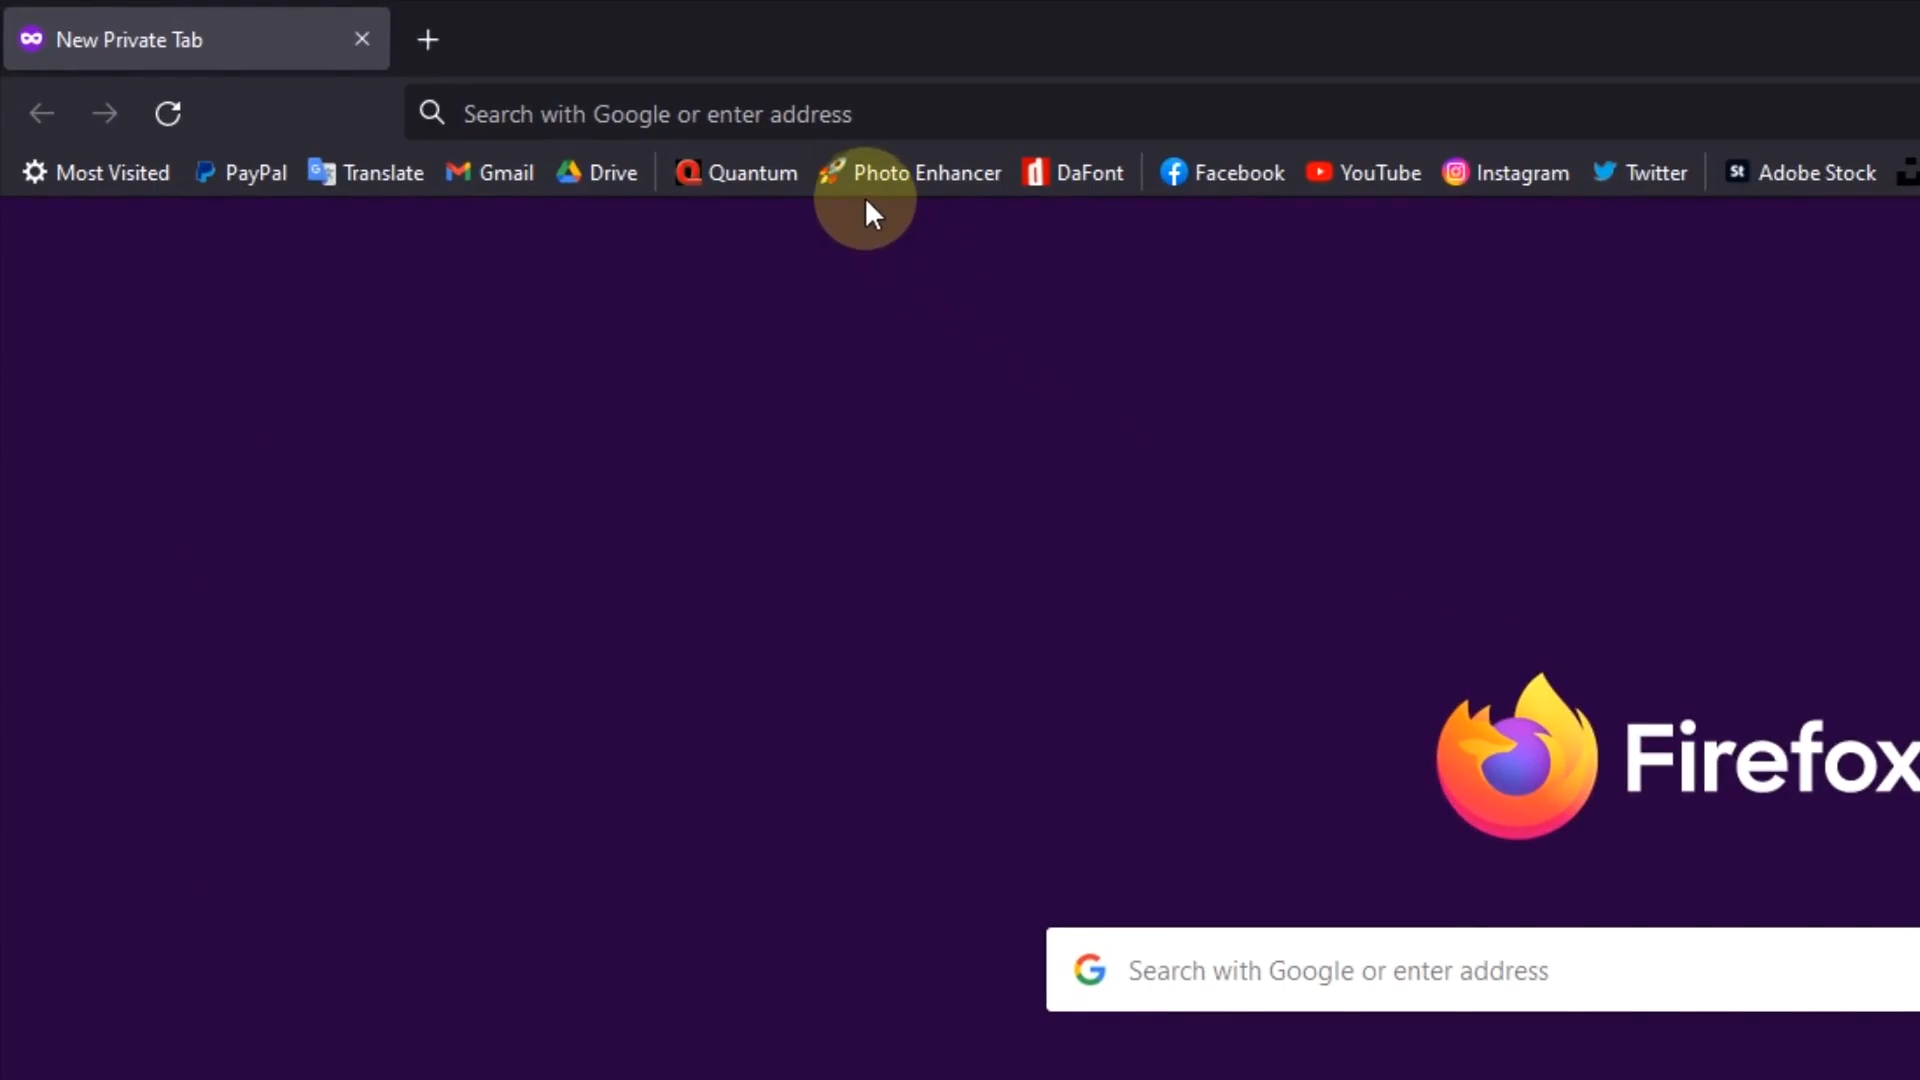 New Private Tab
Search with Google or enter address
Most Visited PayPal Translate Gmail Drive Quantum Photo Enhancer DaFont Facebook YouTube Instagram Twitter St Adobe Stock
Firefox
Search with Google or enter address